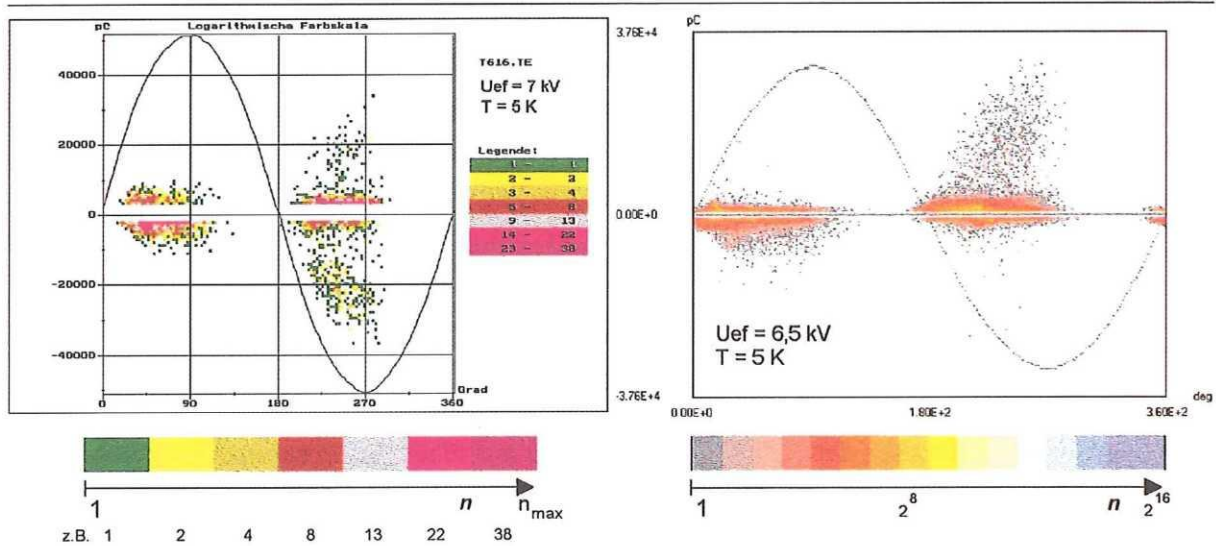 pC Logarithmische Farbskala
40000
20000
0
-20000
-40000
0 90 180 270 360
Grad
T616.TE
Uef = 7 kV
T = 5 K
Legende:
1 - 1
2 - 2
3 - 4
5 - 8
9 - 13
14 - 22
23 - 38
1 n n max
z.B. 1 2 4 8 13 22 38
pC
3.76E+4
0.00E+0
-3.76E+4
0.00E+0 1.80E+2 3.60E+2
deg
Uef = 6,5 kV
T = 5 K
1 2^8 n 2^16